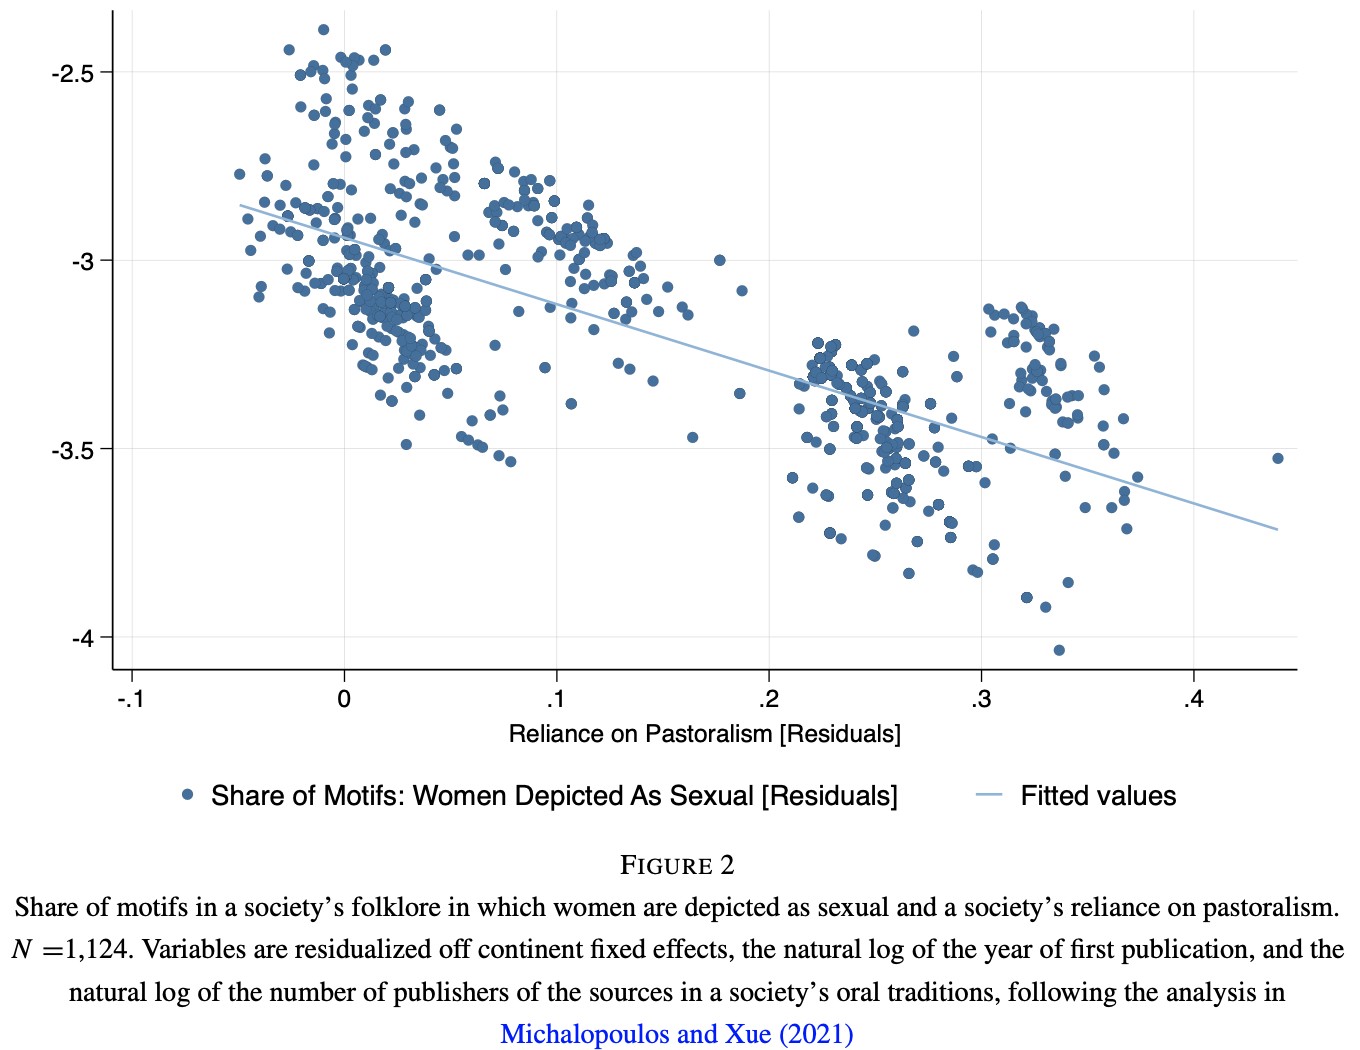 -2.5
-3
-3.5
-4
-.1 0 .1 .2 .3 .4
Reliance on Pastoralism [Residuals]
Share of Motifs: Women Depicted As Sexual [Residuals] Fitted values
FIGURE 2
Share of motifs in a society’s folklore in which women are depicted as sexual and a society’s reliance on pastoralism.
N =1,124. Variables are residualized off continent fixed effects, the natural log of the year of first publication, and the
natural log of the number of publishers of the sources in a society’s oral traditions, following the analysis in
Michalopoulos and Xue (2021)